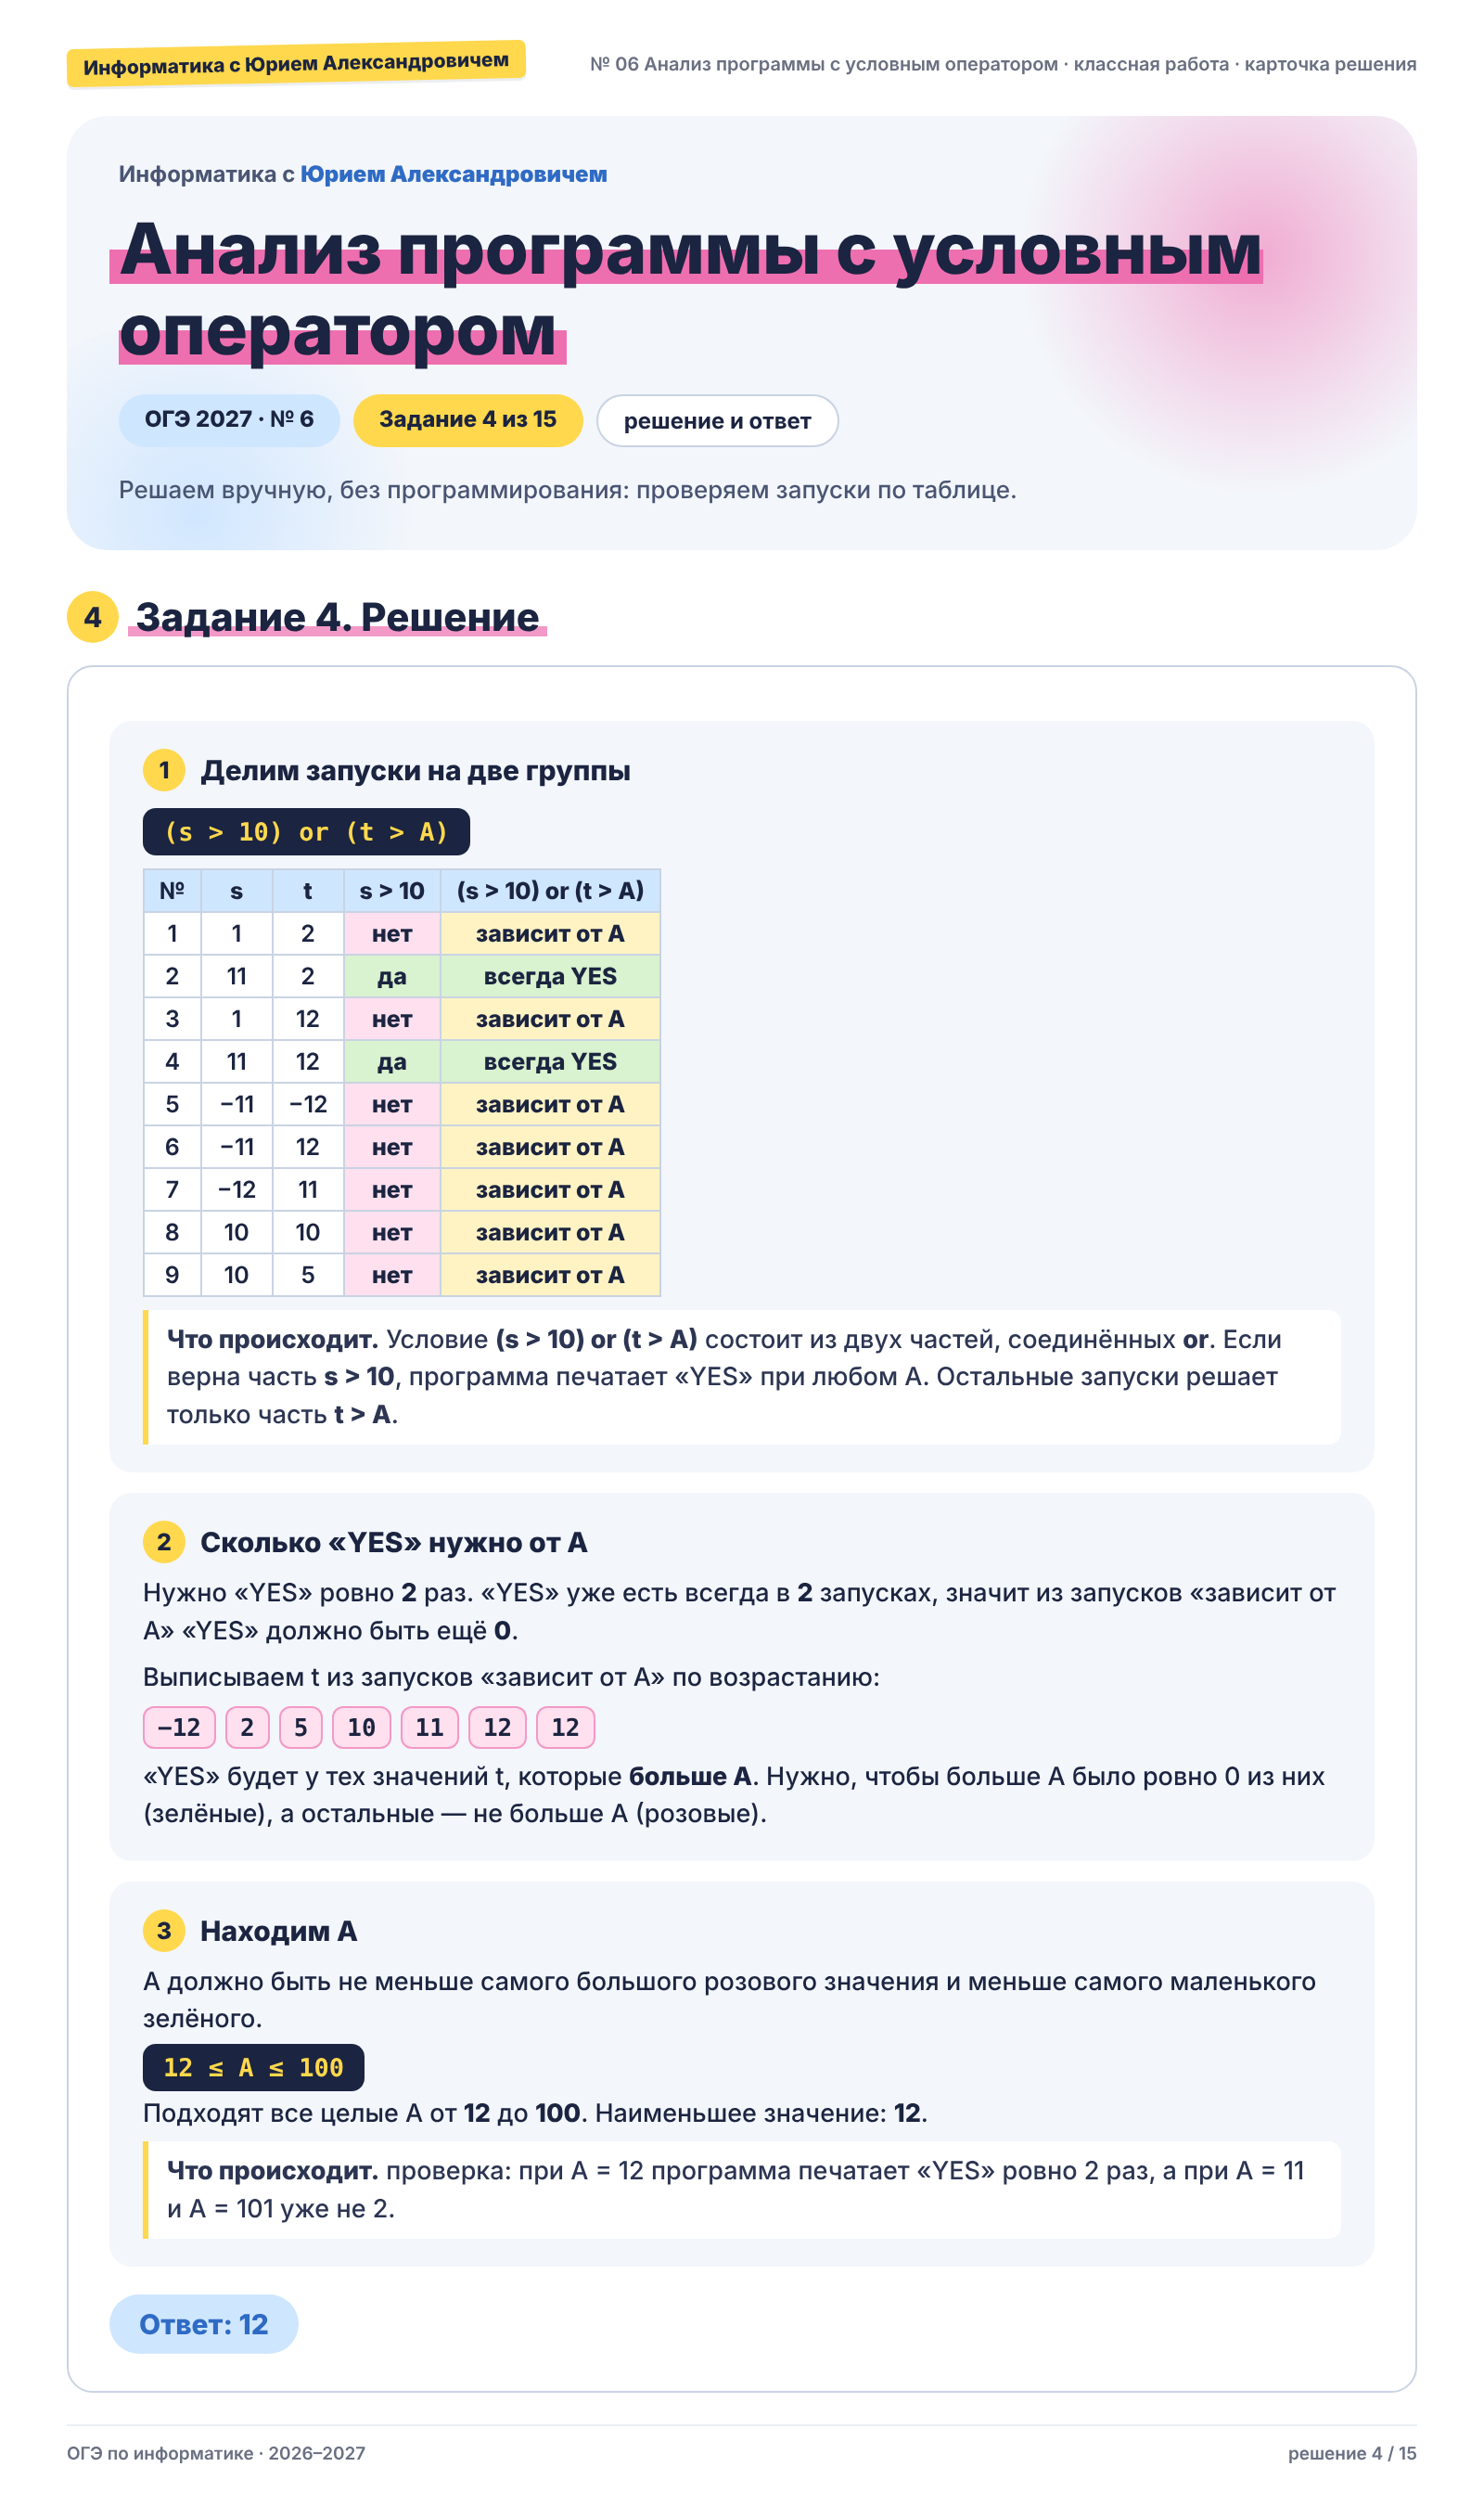 Информатика с Юрием Александровичем
№ 06 Анализ программы с условным оператором · классная работа · карточка решения
Информатика с Юрием Александровичем
Анализ программы с условным
оператором
ОГЭ 2027 · № 6
Задание 4 из 15
решение и ответ
Решаем вручную, без программирования: проверяем запуски по таблице.
4 Задание 4. Решение
1 Делим запуски на две группы
(s > 10) or (t > A)
№ s t s > 10 (s > 10) or (t > A)
1 1 2 нет зависит от A
2 11 2 да всегда YES
3 1 12 нет зависит от A
4 11 12 да всегда YES
5 −11 −12 нет зависит от A
6 −11 12 нет зависит от A
7 −12 11 нет зависит от A
8 10 10 нет зависит от A
9 10 5 нет зависит от A
Что происходит. Условие (s > 10) or (t > A) состоит из двух частей, соединённых or. Если
верна часть s > 10, программа печатает «YES» при любом A. Остальные запуски решает
только часть t > A.
2 Сколько «YES» нужно от A
Нужно «YES» ровно 2 раз. «YES» уже есть всегда в 2 запусках, значит из запусков «зависит от
A» «YES» должно быть ещё 0.
Выписываем t из запусков «зависит от A» по возрастанию:
−12 2 5 10 11 12 12
«YES» будет у тех значений t, которые больше A. Нужно, чтобы больше A было ровно 0 из них
(зелёные), а остальные — не больше A (розовые).
3 Находим A
A должно быть не меньше самого большого розового значения и меньше самого маленького
зелёного.
12 ≤ A ≤ 100
Подходят все целые A от 12 до 100. Наименьшее значение: 12.
Что происходит. проверка: при A = 12 программа печатает «YES» ровно 2 раз, а при A = 11
и A = 101 уже не 2.
Ответ: 12
ОГЭ по информатике · 2026–2027
решение 4 / 15